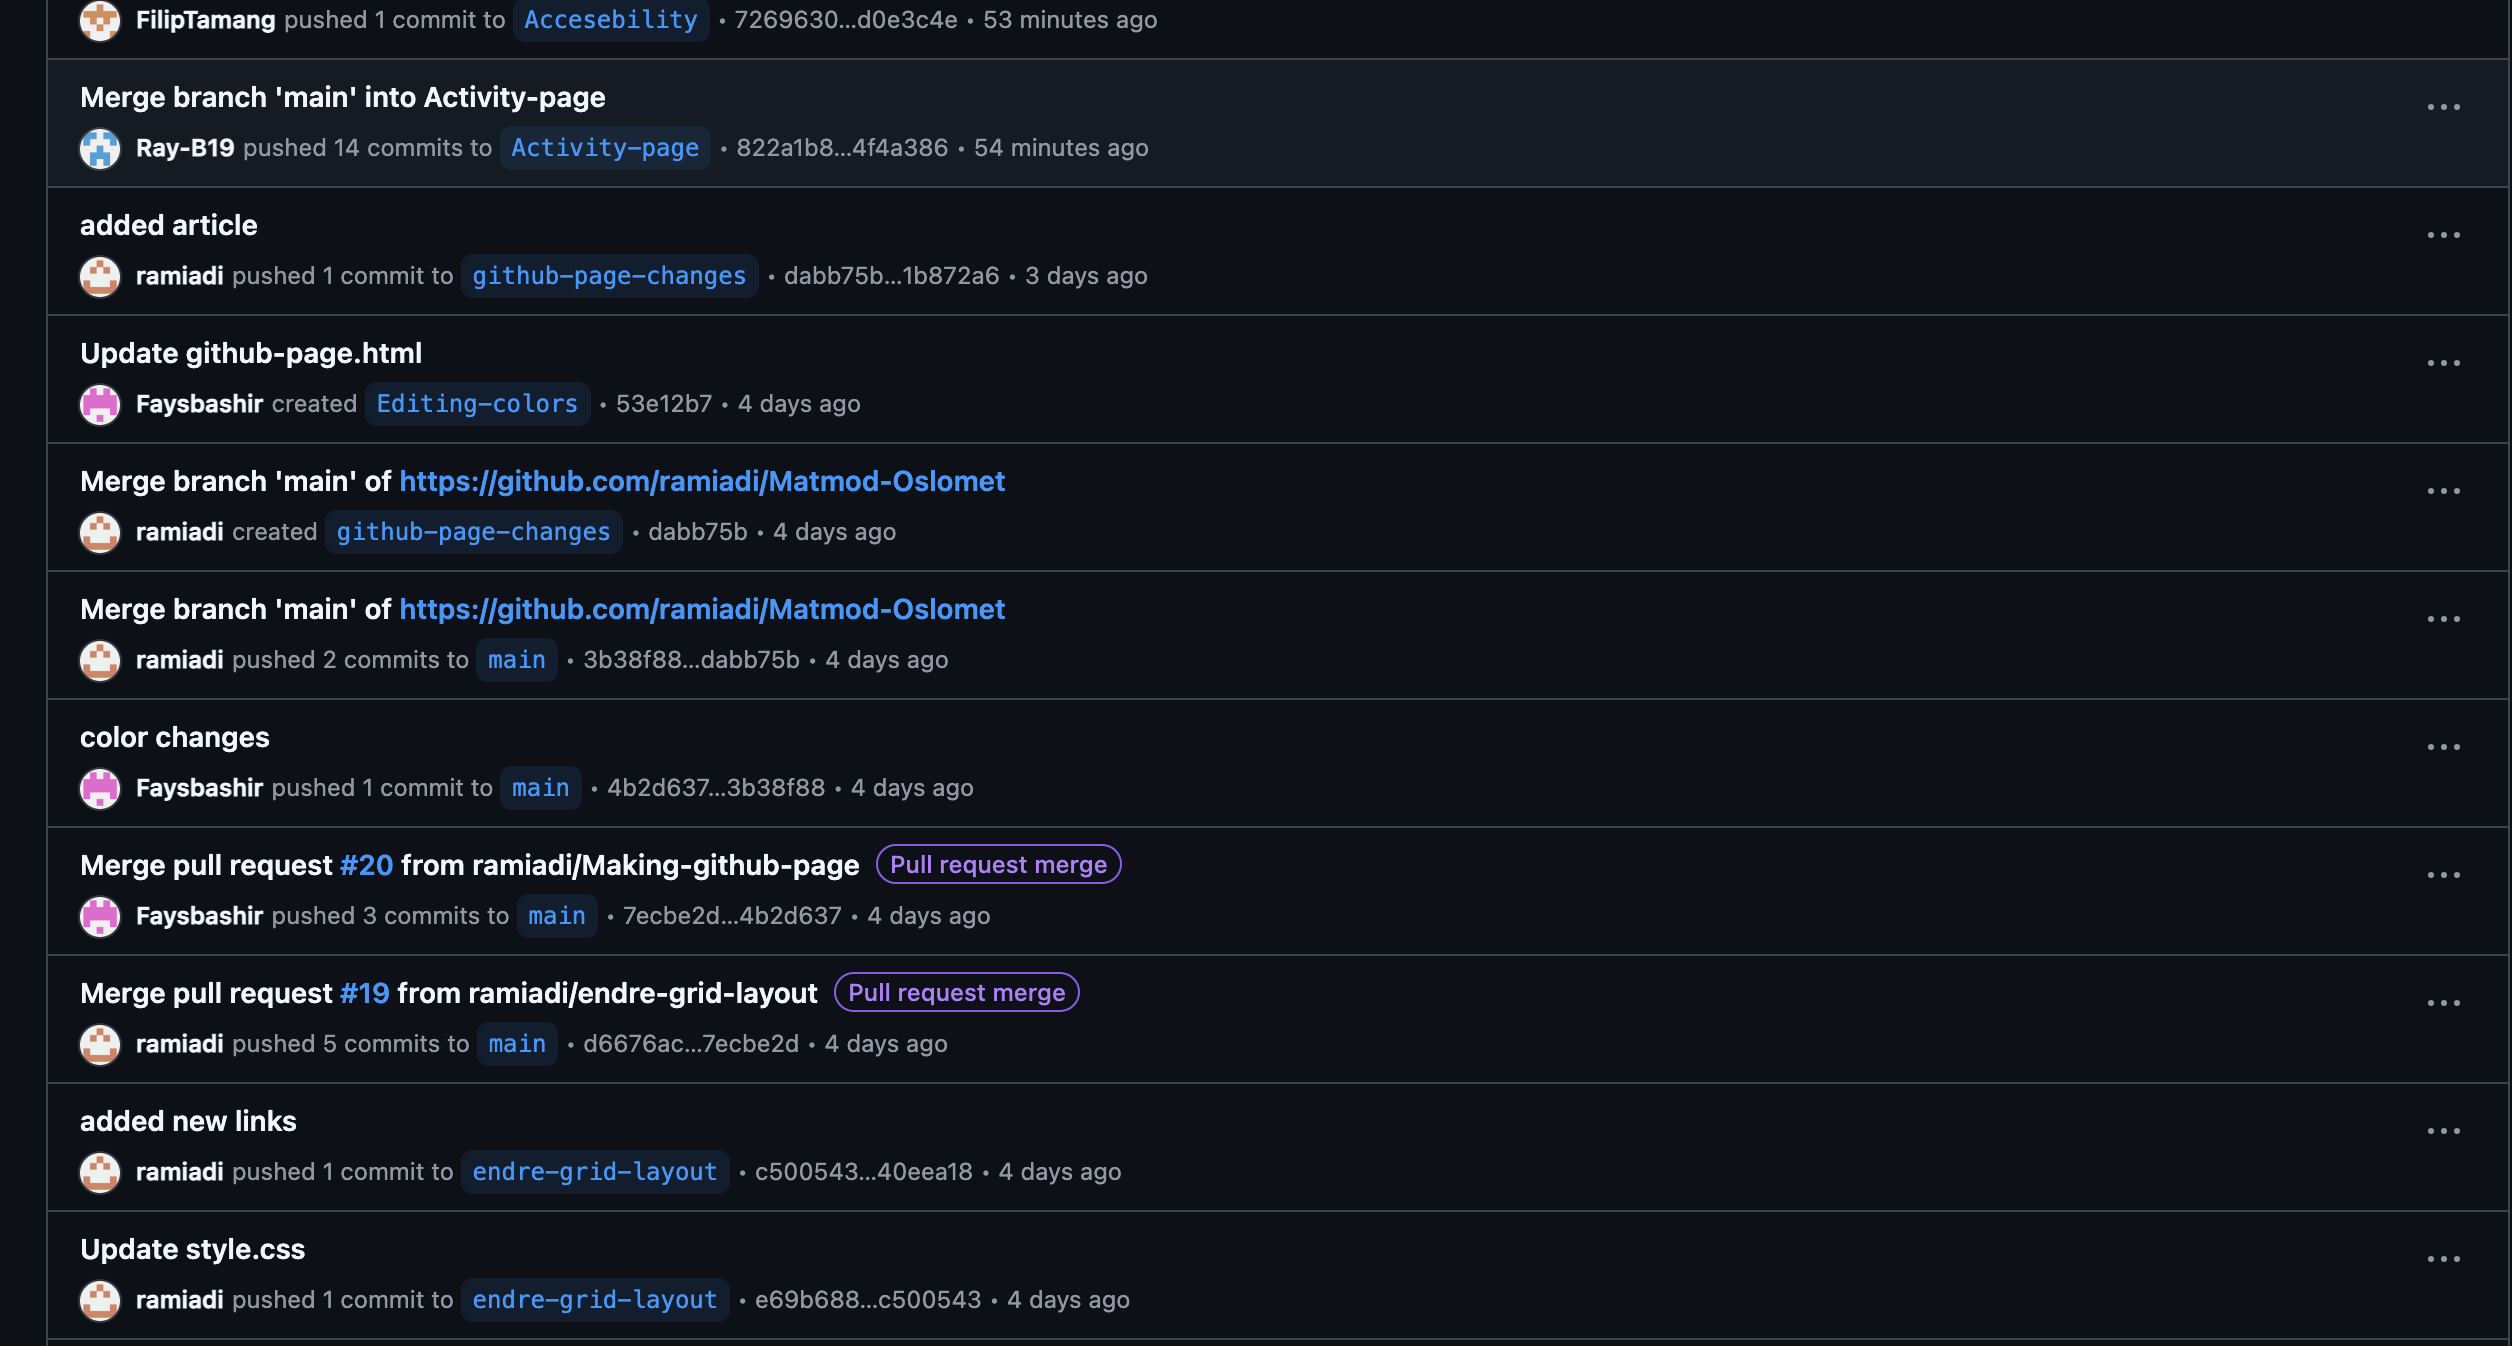 FilipTamang pushed 1 commit to Accesebility • 7269630...d0e3c4e • 53 minutes ago
Merge branch 'main' into Activity-page
Ray-B19 pushed 14 commits to Activity-page • 822a1b8...4f4a386 • 54 minutes ago
added article
ramiadi pushed 1 commit to github-page-changes • dabb75b...1b872a6 • 3 days ago
Update github-page.html
Faysbashir created Editing-colors • 53e12b7 • 4 days ago
Merge branch 'main' of https://github.com/ramiadi/Matmod-Oslomet
ramiadi created github-page-changes • dabb75b • 4 days ago
Merge branch 'main' of https://github.com/ramiadi/Matmod-Oslomet
ramiadi pushed 2 commits to main • 3b38f88...dabb75b • 4 days ago
color changes
Faysbashir pushed 1 commit to main • 4b2d637...3b38f88 • 4 days ago
Merge pull request #20 from ramiadi/Making-github-page Pull request merge
Faysbashir pushed 3 commits to main • 7ecbe2d...4b2d637 • 4 days ago
Merge pull request #19 from ramiadi/endre-grid-layout Pull request merge
ramiadi pushed 5 commits to main • d6676ac...7ecbe2d • 4 days ago
added new links
ramiadi pushed 1 commit to endre-grid-layout • c500543...40eea18 • 4 days ago
Update style.css
ramiadi pushed 1 commit to endre-grid-layout • e69b688...c500543 • 4 days ago